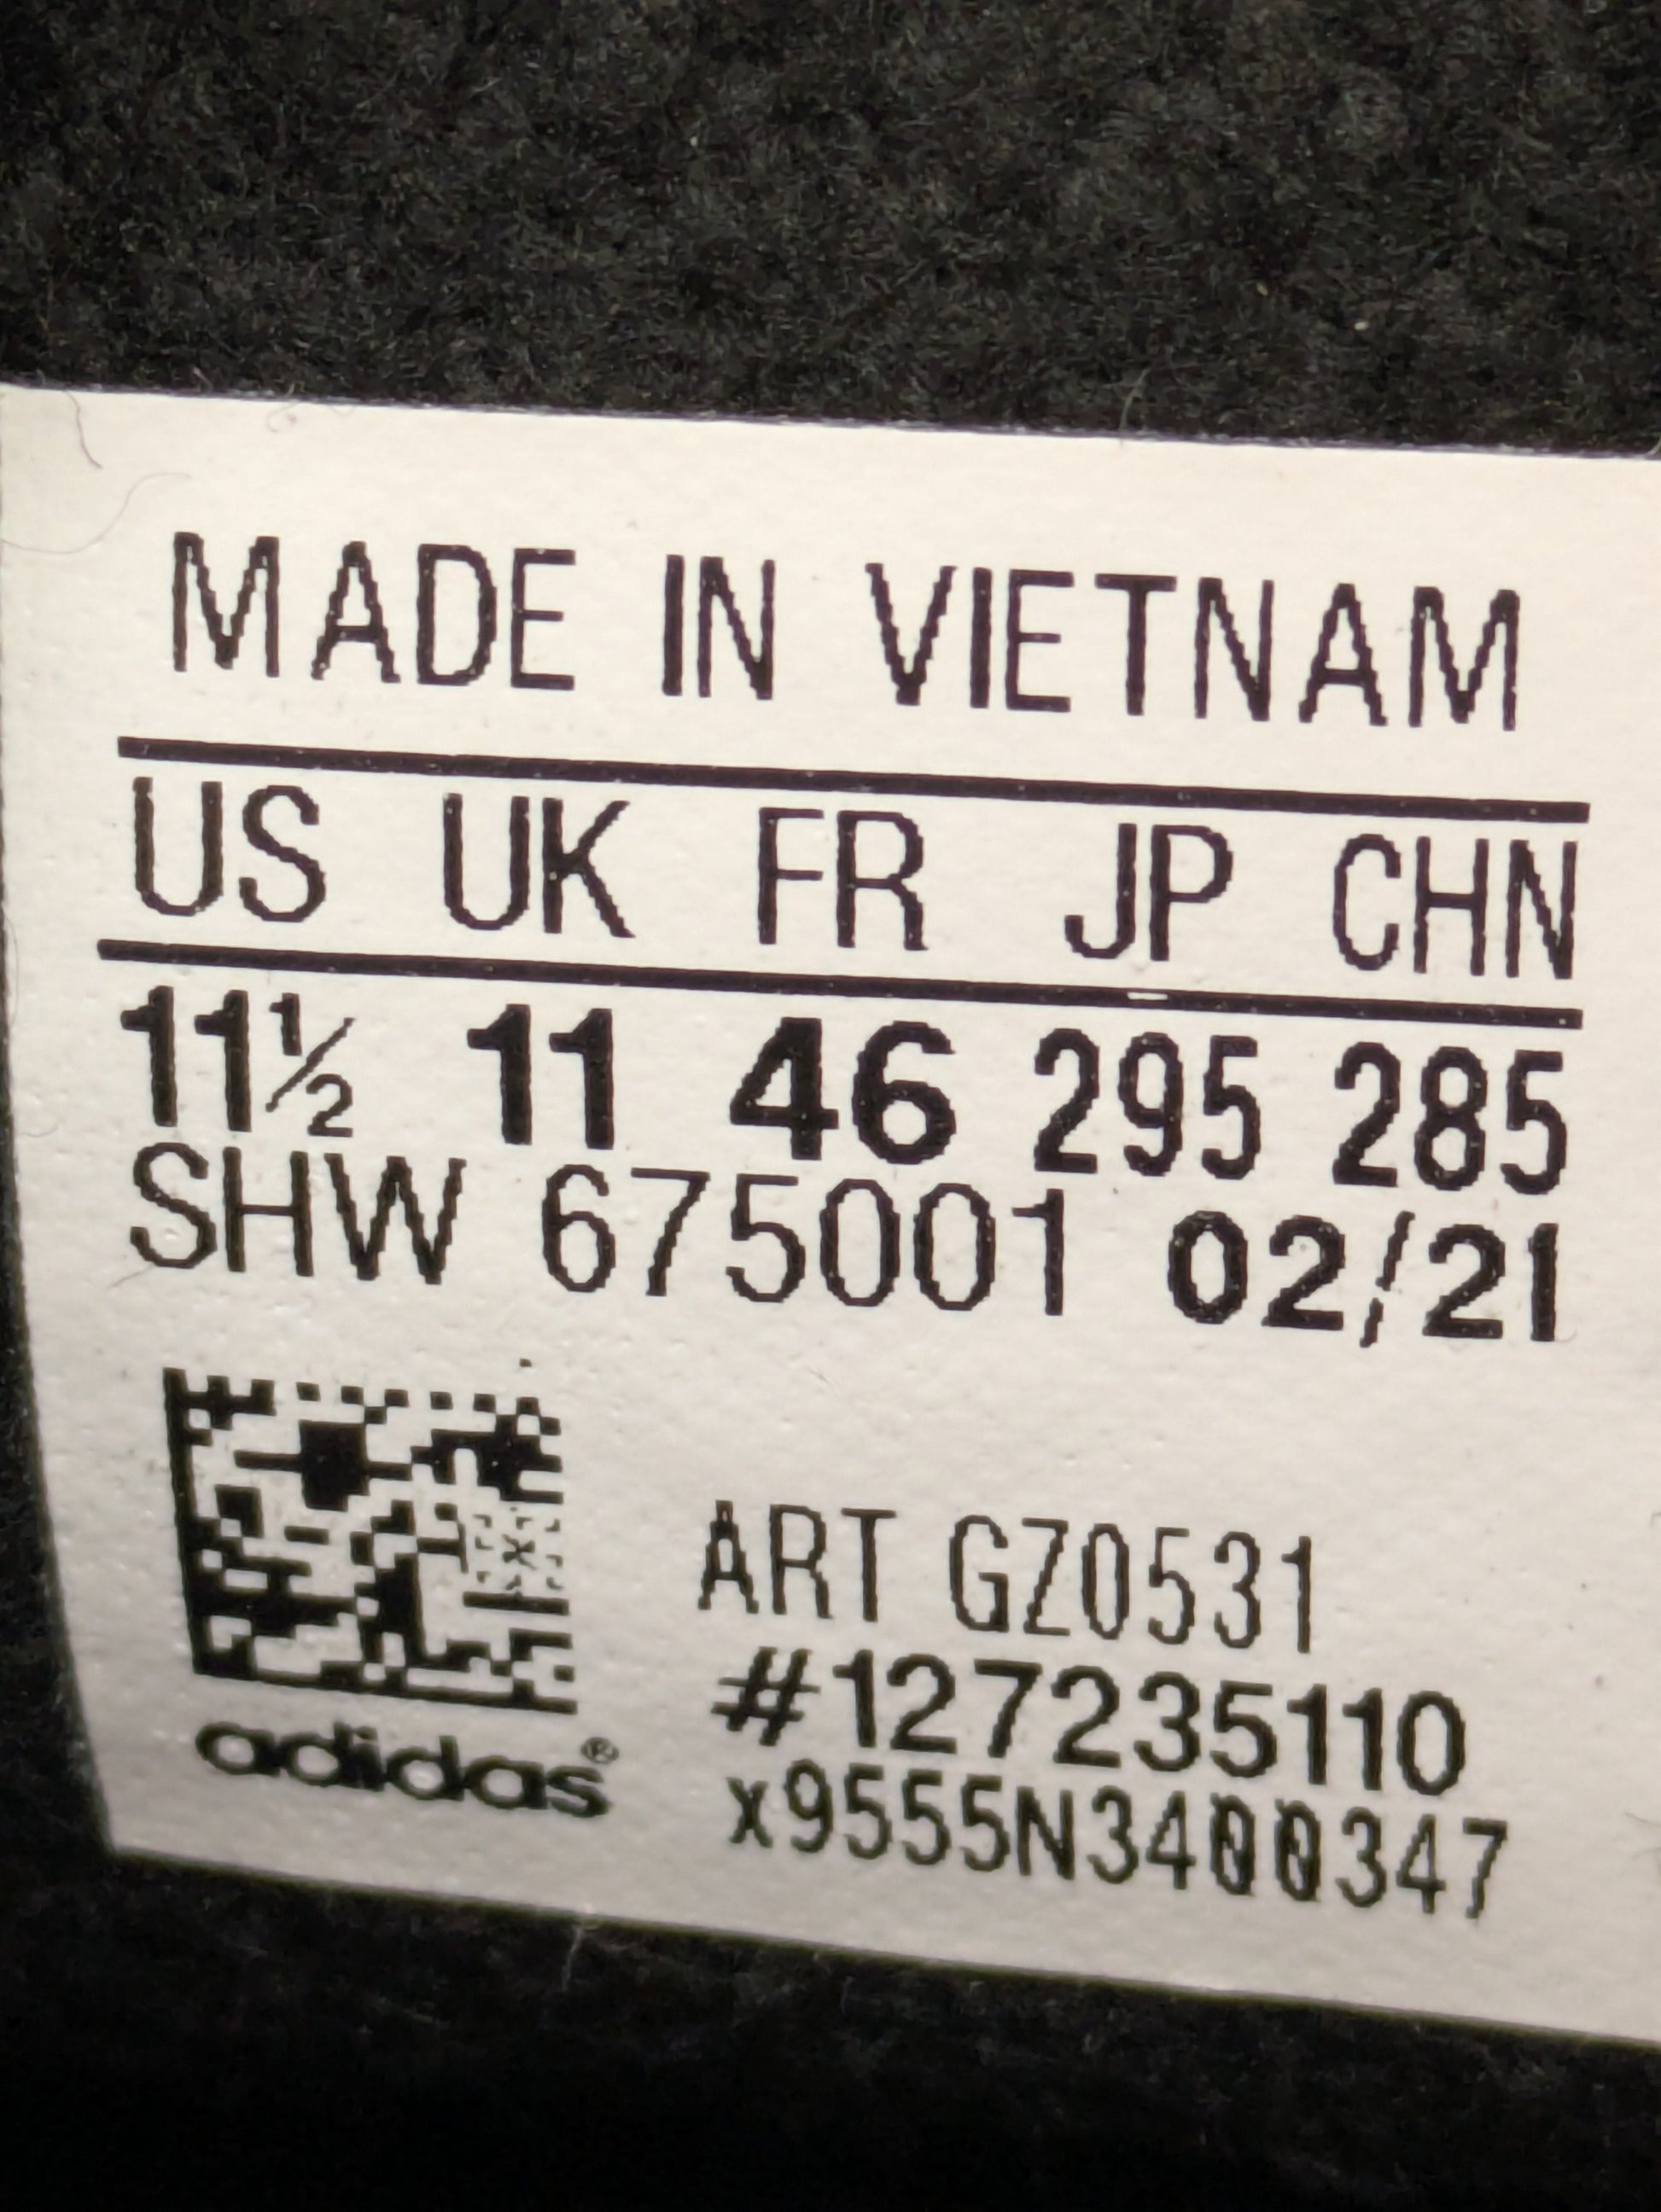 MADE IN VIETNAM
US UK FR JP CHN
11½ 11 46 295 285
SHW 675001 02/21
ART GZ0531
#127235110
adidas®
x9555N3400347